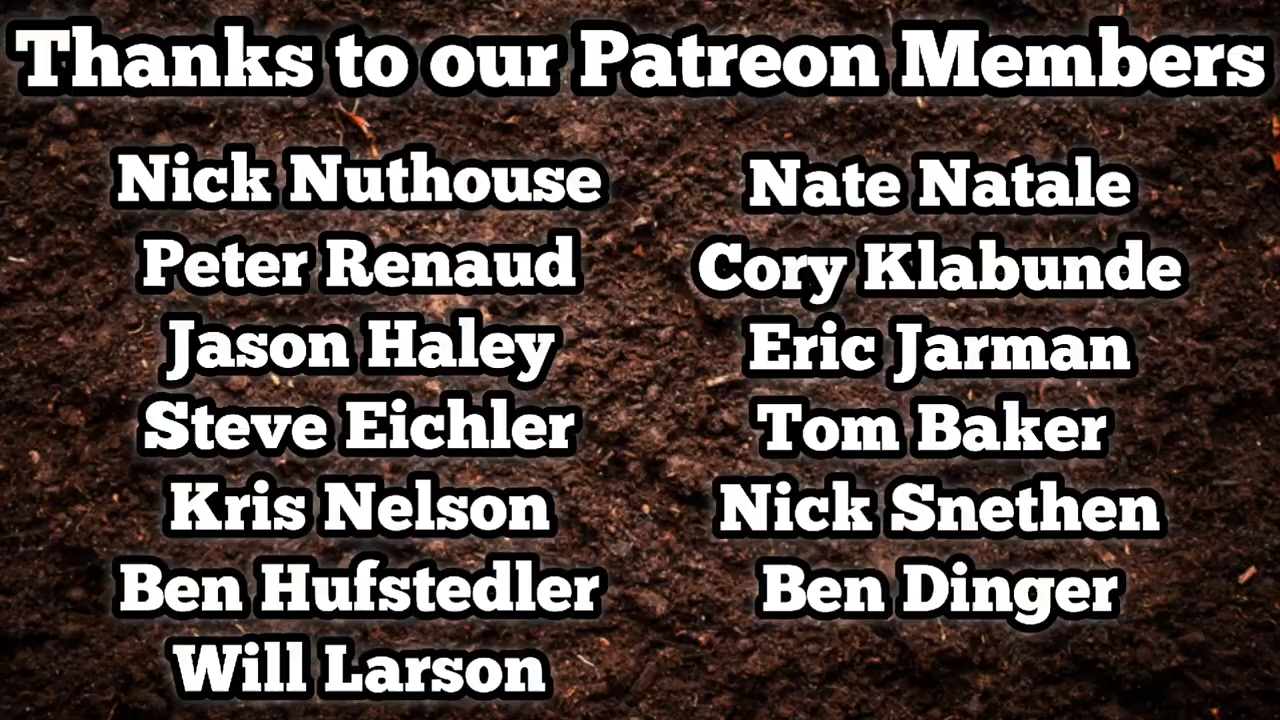 Thanks to our Patreon Members
Nick Nuthouse
Peter Renaud
Jason Haley
Steve Eichler
Kris Nelson
Ben Hufstedler
Will Larson
Nate Natale
Cory Klabunde
Eric Jarman
Tom Baker
Nick Snethen
Ben Dinger